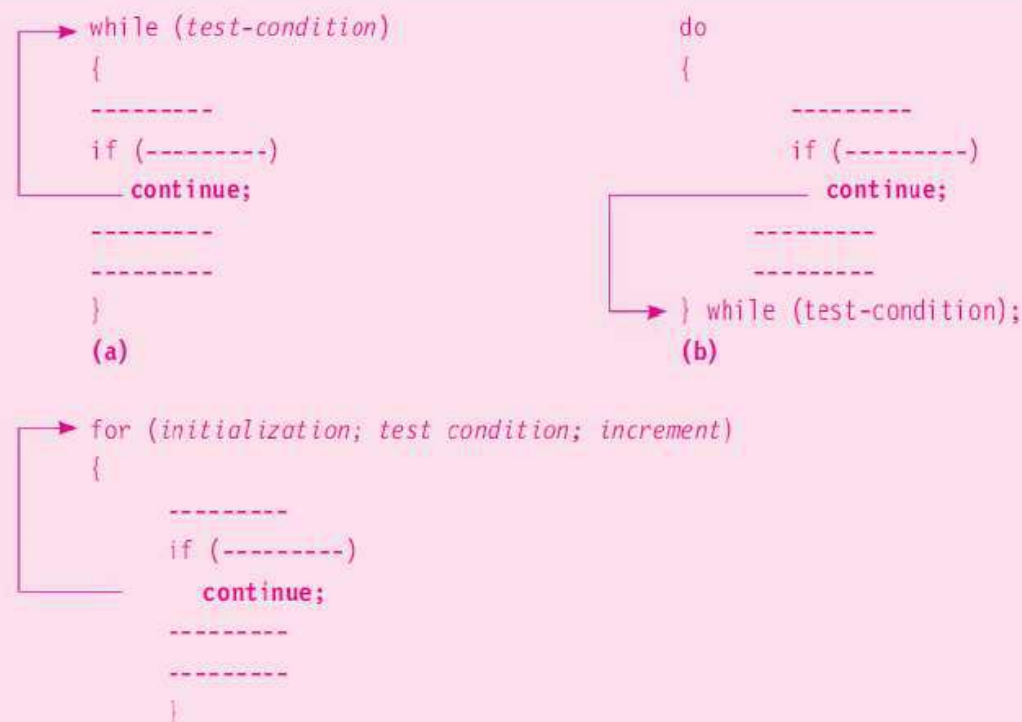 while (test-condition)
{
---------
if (---------)
continue;
---------
---------
}
(a)
do
{
---------
if (---------)
continue;
---------
---------
} while (test-condition);
(b)
for (initialization; test condition; increment)
{
---------
if (---------)
continue;
---------
---------
}